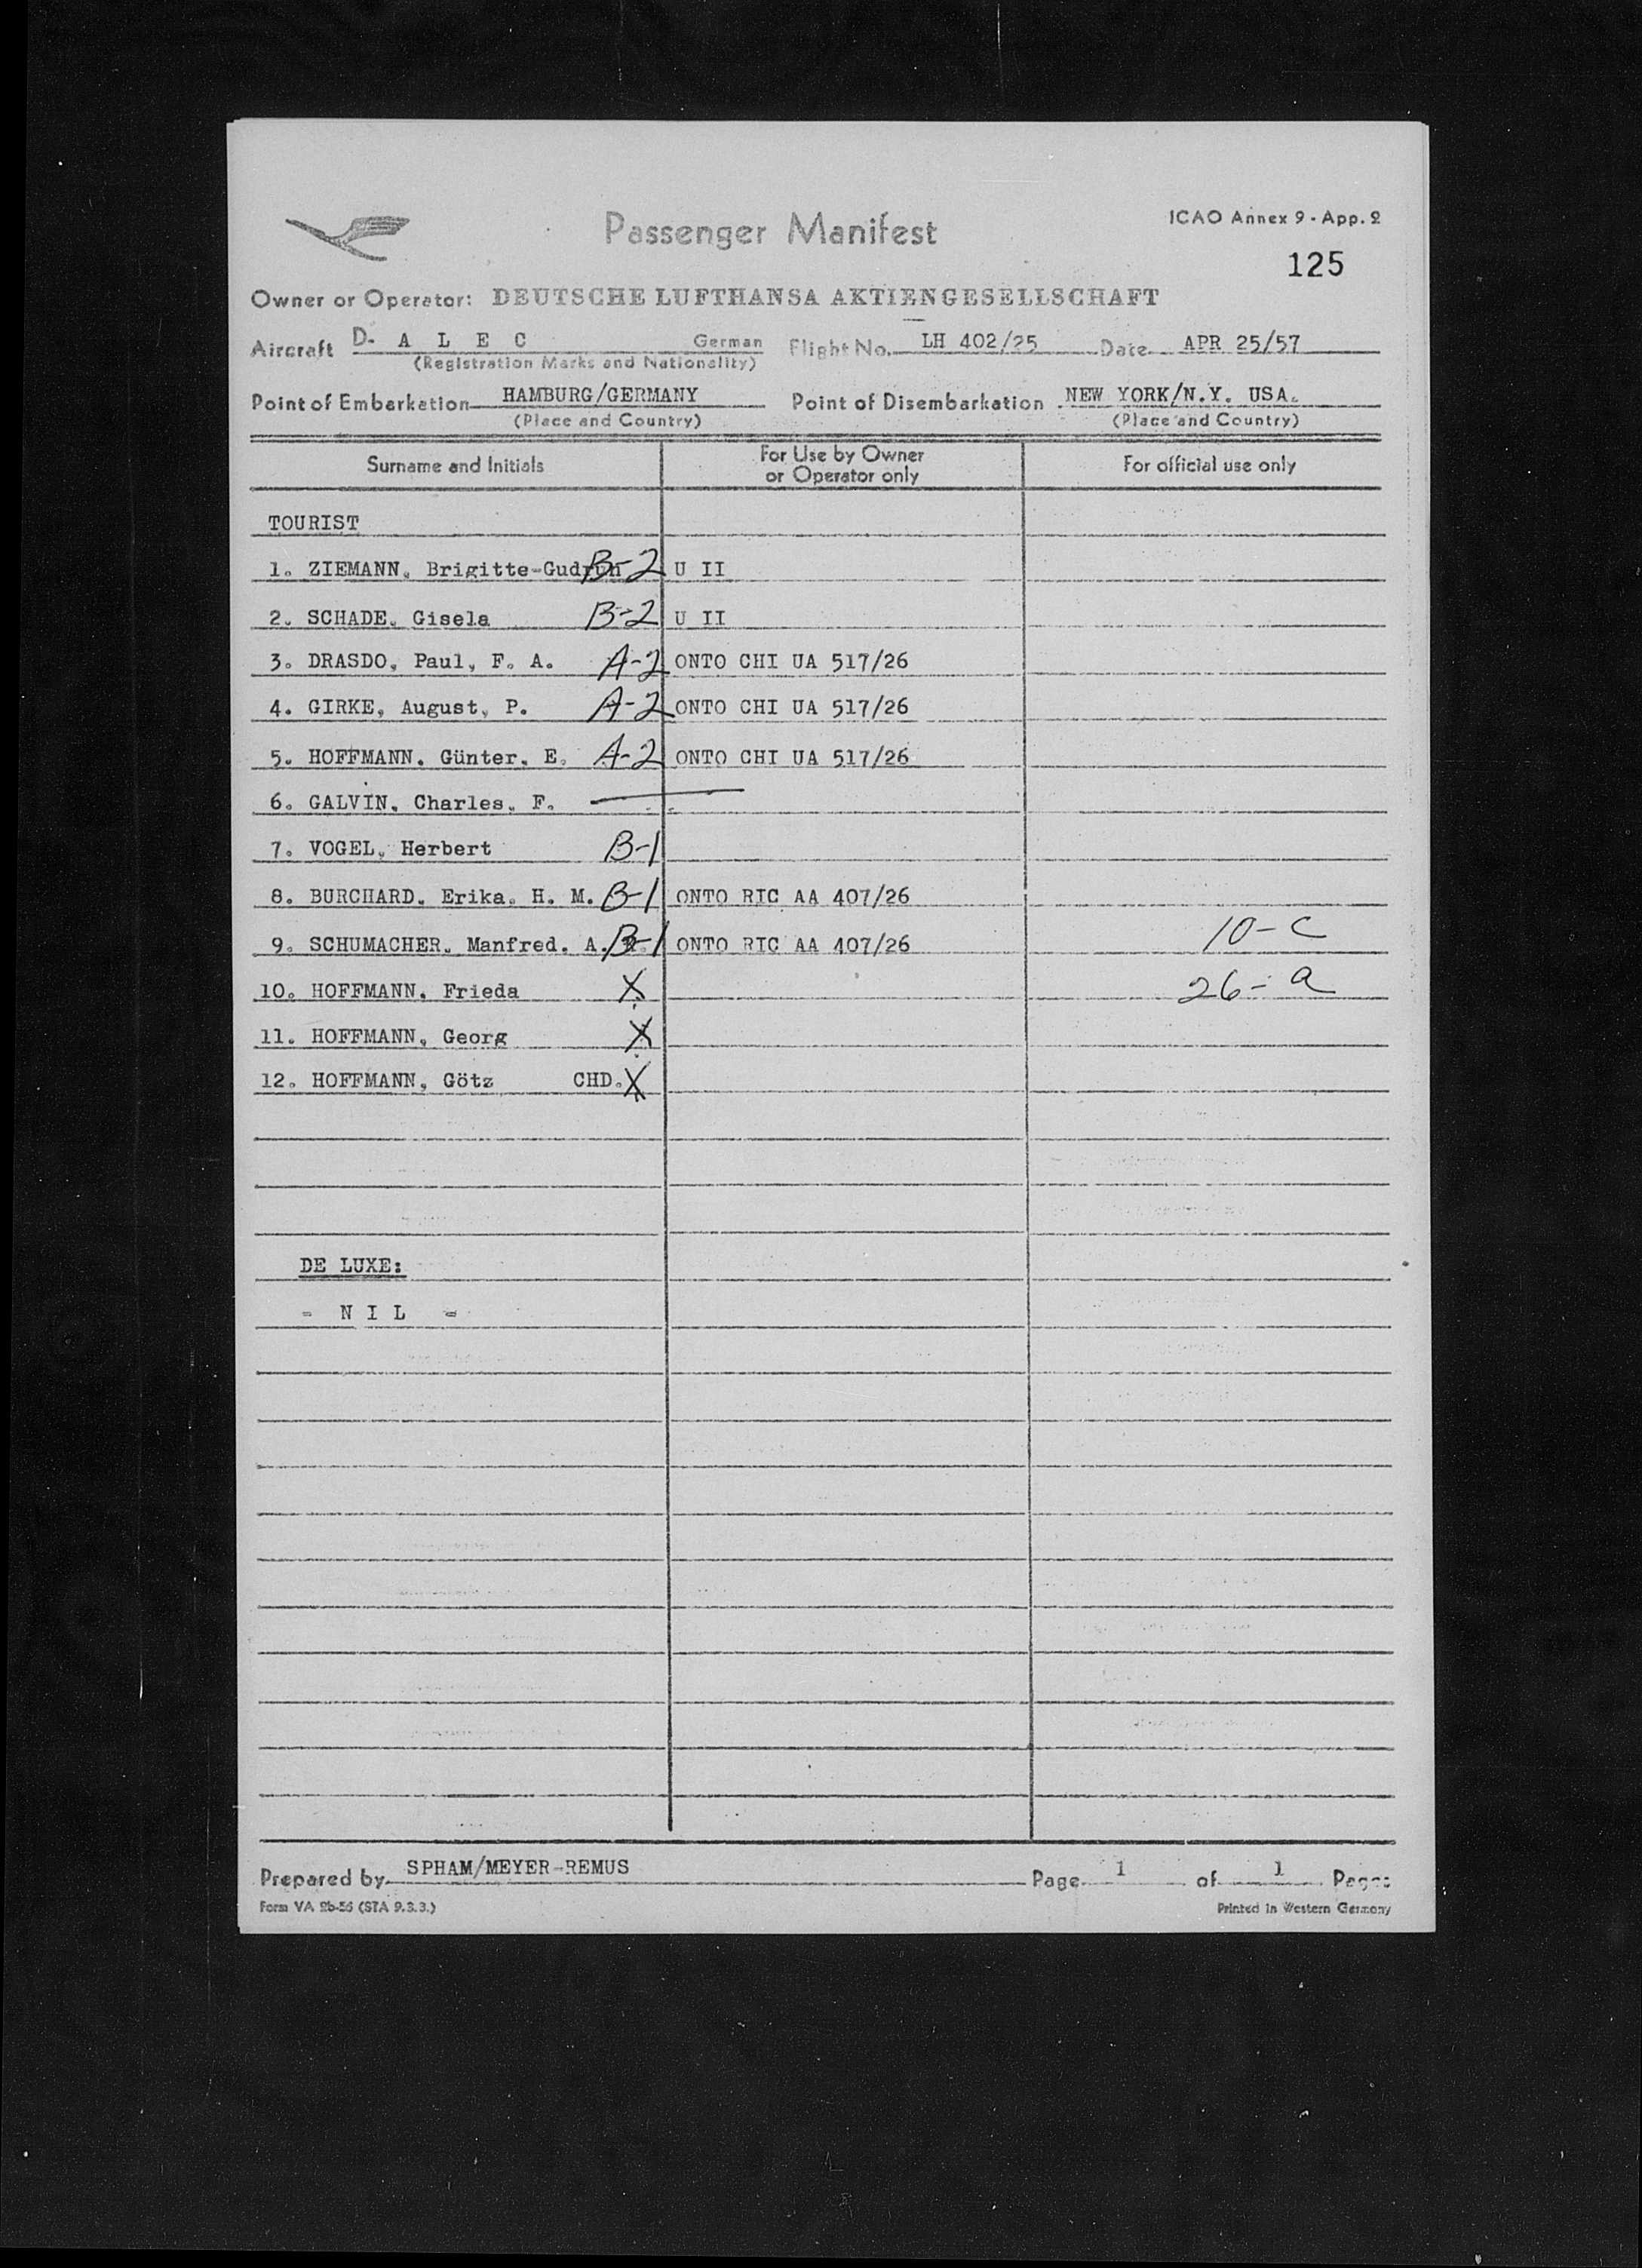 Passenger Manifest
ICAO Annex 9 - App. 2
125
Owner or Operator: DEUTSCHE LUFTHANSA AKTIENGESELLSCHAFT
Aircraft D- A L E C German Flight No. LH 402/25 Date APR 25/57
(Registration Marks and Nationality)
Point of Embarkation HAMBURG/GERMANY Point of Disembarkation NEW YORK/N.Y. USA.
(Place and Country) (Place and Country)
Surname and Initials For Use by Owner or Operator only For official use only
TOURIST
1. ZIEMANN, Brigitte-Gudrun B-2 U II
2. SCHADE, Gisela B-2 U II
3. DRASDO, Paul, F. A. A-2 ONTO CHI UA 517/26
4. GIRKE, August, P. A-2 ONTO CHI UA 517/26
5. HOFFMANN, Günter, E. A-2 ONTO CHI UA 517/26
6. GALVIN, Charles, F.
7. VOGEL, Herbert B-1
8. BURCHARD, Erika, H. M. B-1 ONTO RIC AA 407/26
9. SCHUMACHER, Manfred. A. B-1 ONTO RIC AA 407/26 10-C
10. HOFFMANN, Frieda X 26-a
11. HOFFMANN, Georg X
12. HOFFMANN, Götz CHD. X
DE LUXE:
- N I L -
Prepared by SPHAM/MEYER-REMUS Page 1 of 1 Pages
Form VA 2b-56 (STA 9.3.3.) Printed in Western Germany